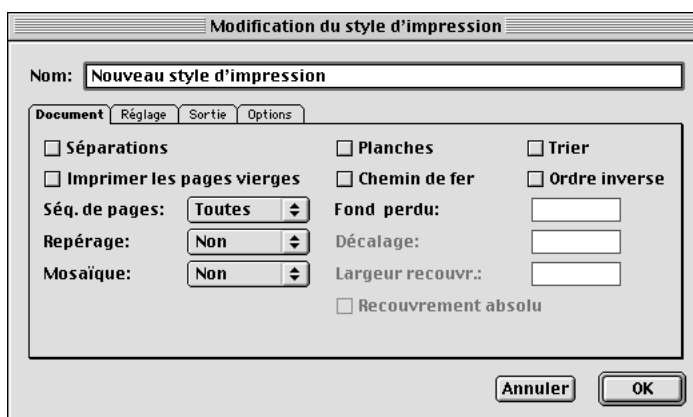 Modification du style d'impression
Nom: Nouveau style d'impression
Document Réglage Sortie Options
Séparations Planches Trier
Imprimer les pages vierges Chemin de fer Ordre inverse
Séq. de pages: Toutes Fond perdu:
Repérage: Non Décalage:
Mosaïque: Non Largeur recouvr.:
Recouvrement absolu
Annuler OK